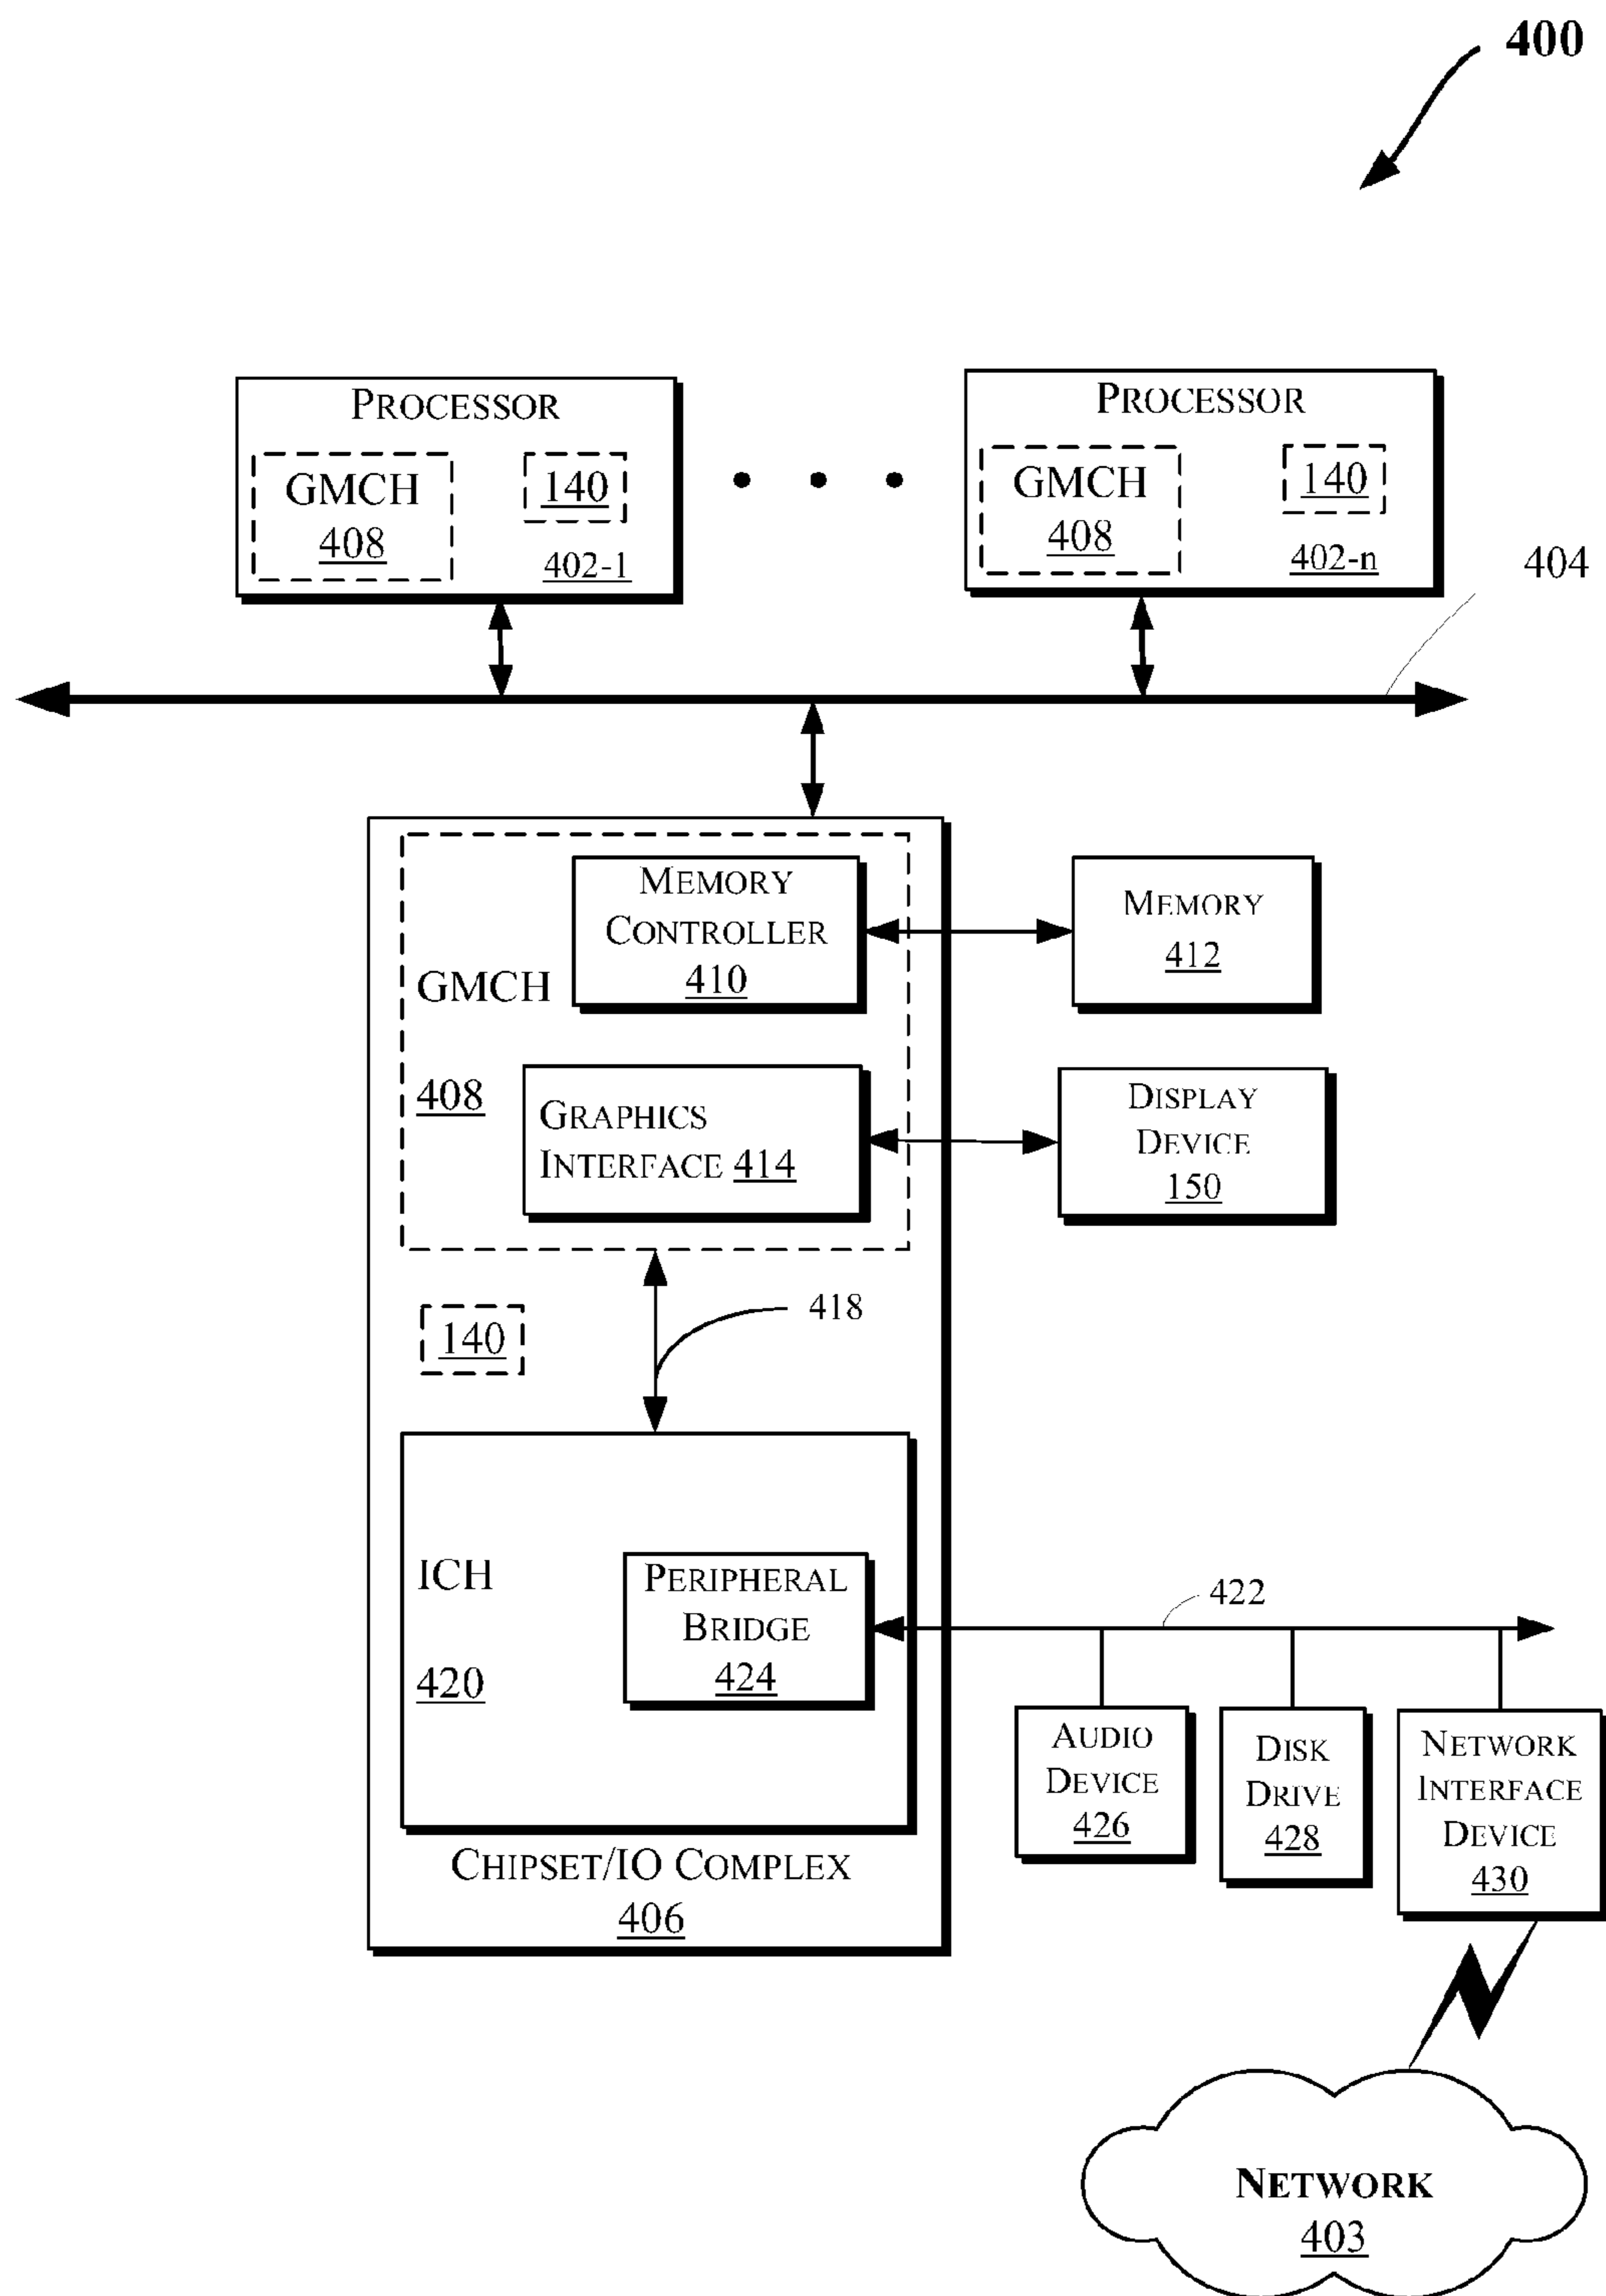 400
PROCESSOR
GMCH
408
140
402-1
PROCESSOR
GMCH
408
140
402-n
404
MEMORY
CONTROLLER
410
MEMORY
412
GMCH
408
GRAPHICS
INTERFACE 414
DISPLAY
DEVICE
150
418
140
ICH
420
PERIPHERAL
BRIDGE
424
422
AUDIO
DEVICE
426
DISK
DRIVE
428
NETWORK
INTERFACE
DEVICE
430
CHIPSET/IO COMPLEX
406
NETWORK
403